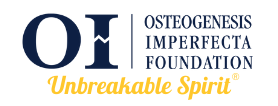 OI
OSTEOGENESIS
IMPERFECTA
FOUNDATION
Unbreakable Spirit®